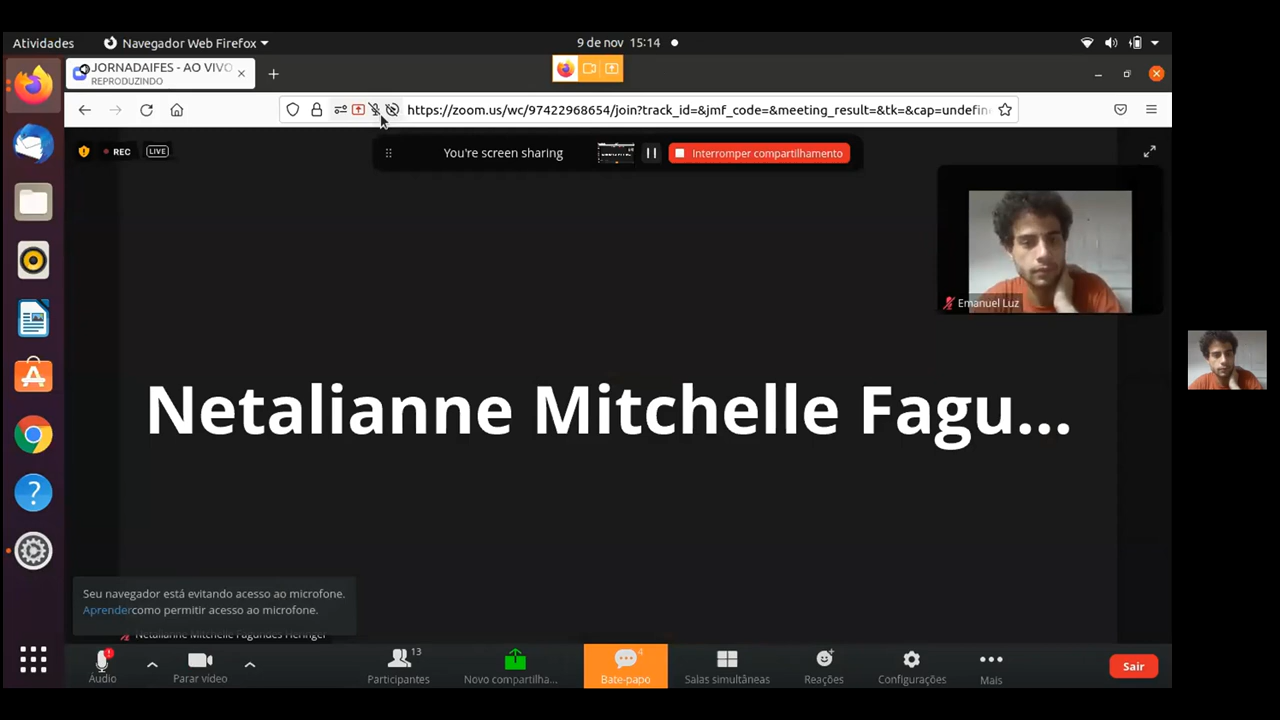 Atividades
Navegador Web Firefox
9 de nov 15:14
JORNADAIFES - AO VIVO
REPRODUZINDO
https://zoom.us/wc/97422968654/join?track_id=&jmf_code=&meeting_result=&tk=&cap=undefin
REC
LIVE
You're screen sharing
Interromper compartilhamento
Emanuel Luz
Netalianne Mitchelle Fagu...
Seu navegador está evitando acesso ao microfone.
Aprendercomo permitir acesso ao microfone.
Netalianne Mitchelle Fagundes Heringer
13
4
Áudio
Parar vídeo
Participantes
Novo compartilha...
Bate-papo
Salas simultâneas
Reações
Configurações
Mais
Sair